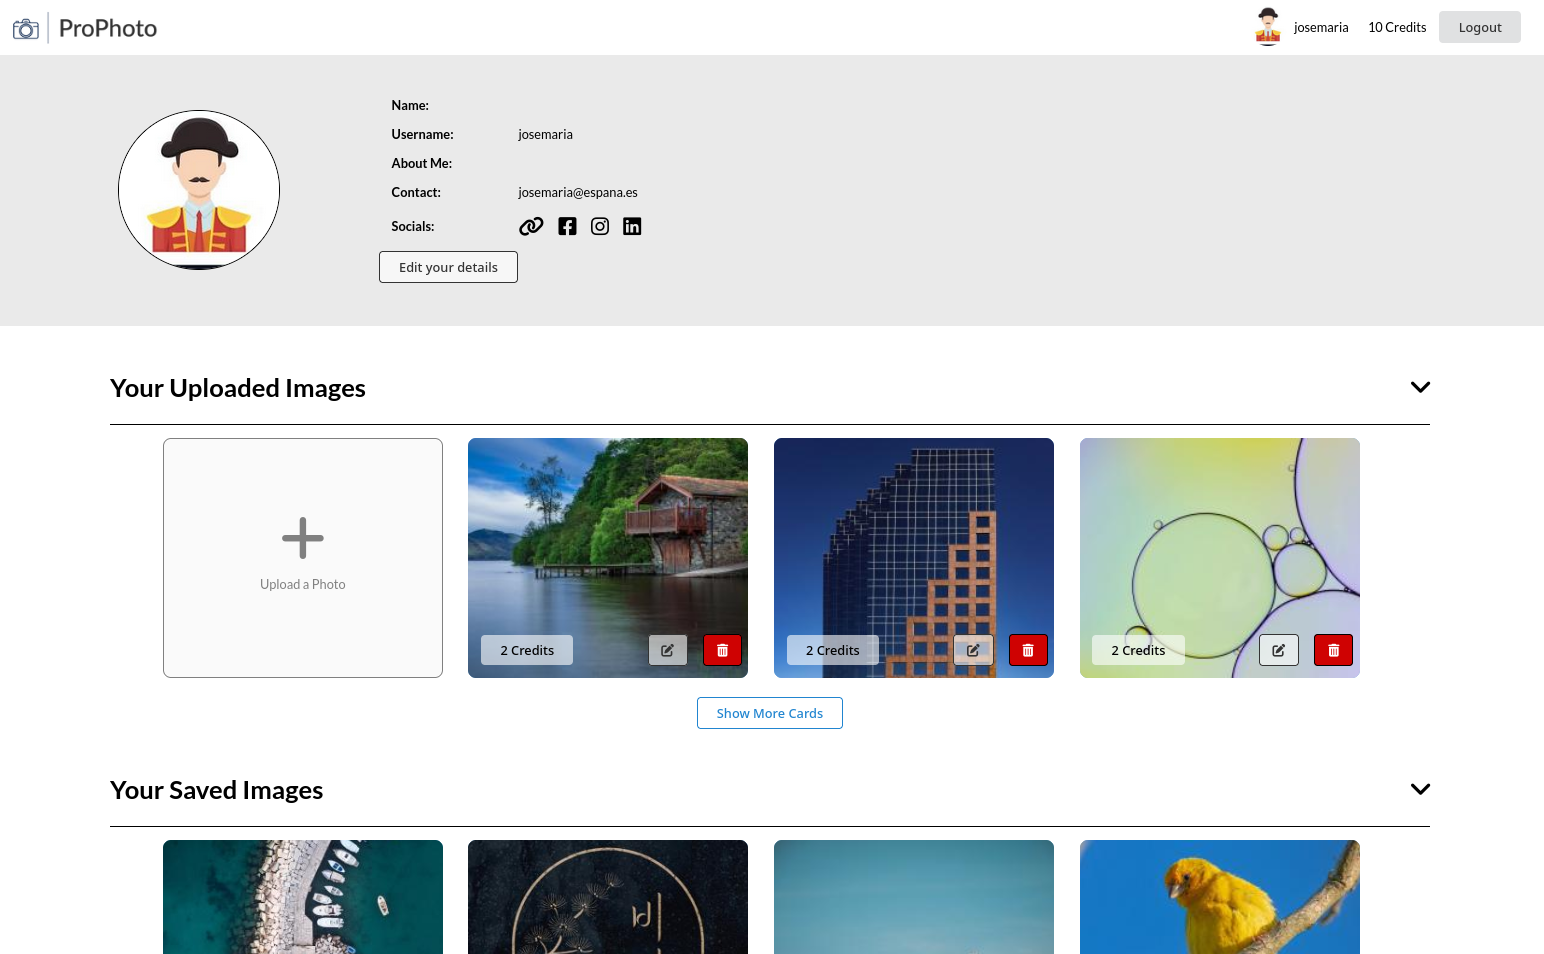 ProPhoto
josemaria
10 Credits
Logout
Name:
Username: josemaria
About Me:
Contact: josemaria@espana.es
Socials:
Edit your details
Your Uploaded Images
Upload a Photo
2 Credits
2 Credits
2 Credits
Show More Cards
Your Saved Images